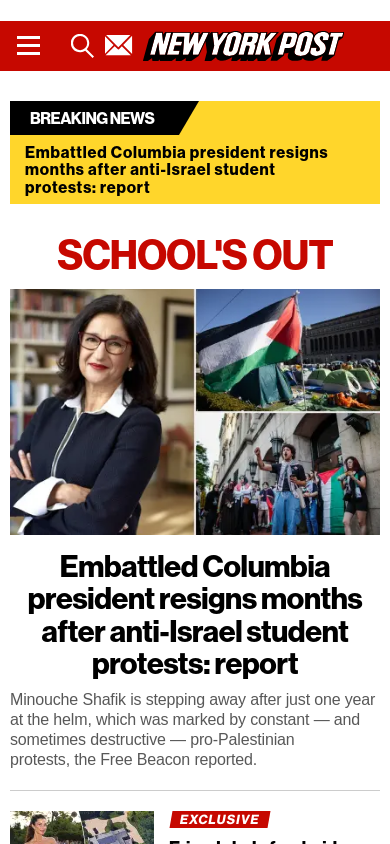 NEW YORK POST
BREAKING NEWS
Embattled Columbia president resigns
months after anti-Israel student
protests: report
SCHOOL'S OUT
Embattled Columbia
president resigns months
after anti-Israel student
protests: report
Minouche Shafik is stepping away after just one year
at the helm, which was marked by constant — and
sometimes destructive — pro-Palestinian
protests, the Free Beacon reported.
EXCLUSIVE